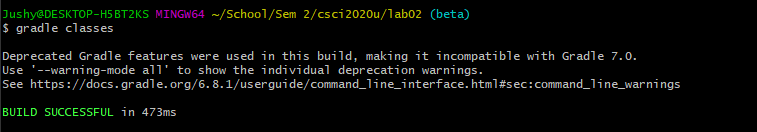 Jushy@DESKTOP-H5BT2KS MINGW64 ~/School/Sem 2/csci2020u/lab02 (beta)
$ gradle classes
Deprecated Gradle features were used in this build, making it incompatible with Gradle 7.0.
Use '--warning-mode all' to show the individual deprecation warnings.
See https://docs.gradle.org/6.8.1/userguide/command_line_interface.html#sec:command_line_warnings
BUILD SUCCESSFUL in 473ms